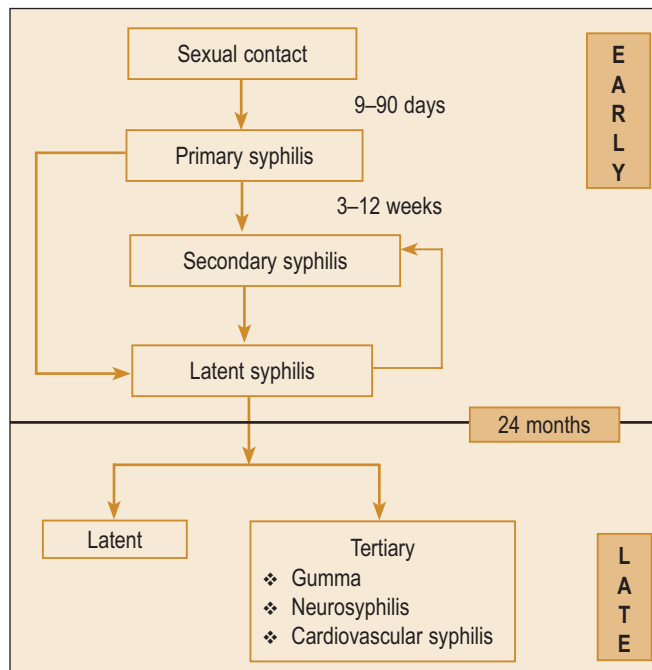 Sexual contact
9–90 days
Primary syphilis
3–12 weeks
Secondary syphilis
Latent syphilis
E
A
R
L
Y
24 months
Latent
Tertiary
❖ Gumma
❖ Neurosyphilis
❖ Cardiovascular syphilis
L
A
T
E